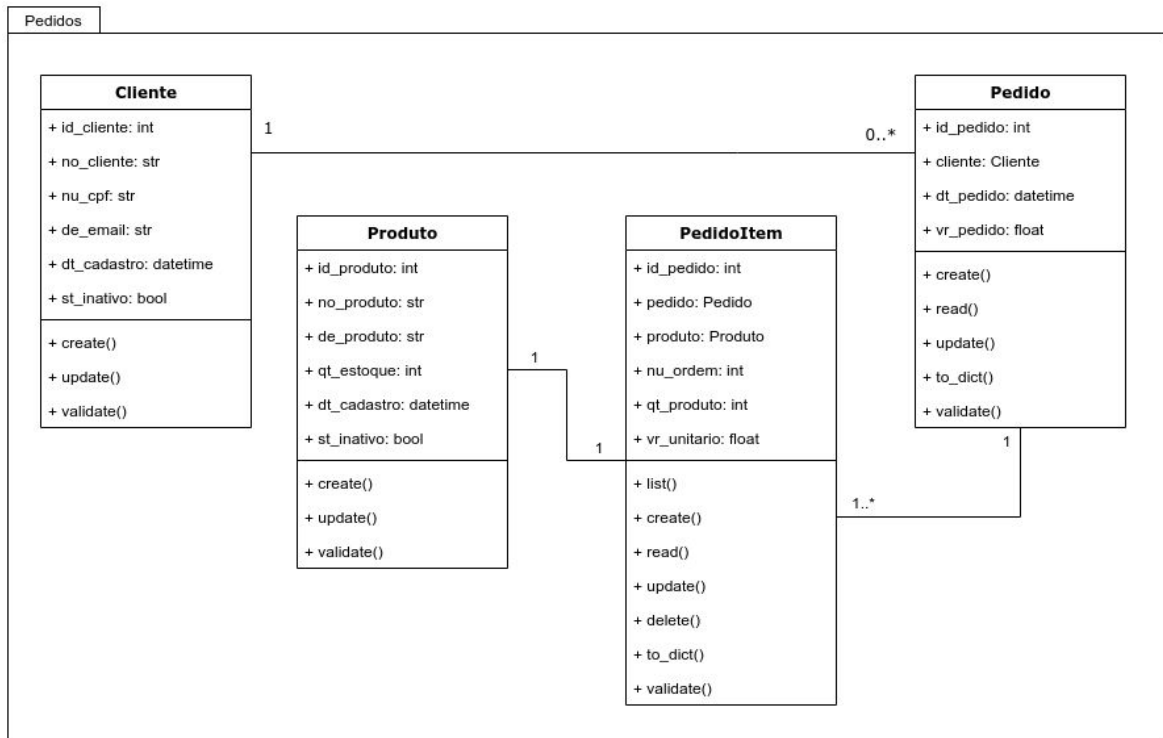 Pedidos
Cliente
+ id_cliente: int
+ no_cliente: str
+ nu_cpf: str
+ de_email: str
+ dt_cadastro: datetime
+ st_inativo: bool
+ create()
+ update()
+ validate()
1
0..*
Pedido
+ id_pedido: int
+ cliente: Cliente
+ dt_pedido: datetime
+ vr_pedido: float
+ create()
+ read()
+ update()
+ to_dict()
+ validate()
Produto
+ id_produto: int
+ no_produto: str
+ de_produto: str
+ qt_estoque: int
+ dt_cadastro: datetime
+ st_inativo: bool
+ create()
+ update()
+ validate()
1
1
PedidoItem
+ id_pedido: int
+ pedido: Pedido
+ produto: Produto
+ nu_ordem: int
+ qt_produto: int
+ vr_unitario: float
+ list()
+ create()
+ read()
+ update()
+ delete()
+ to_dict()
+ validate()
1
1..*